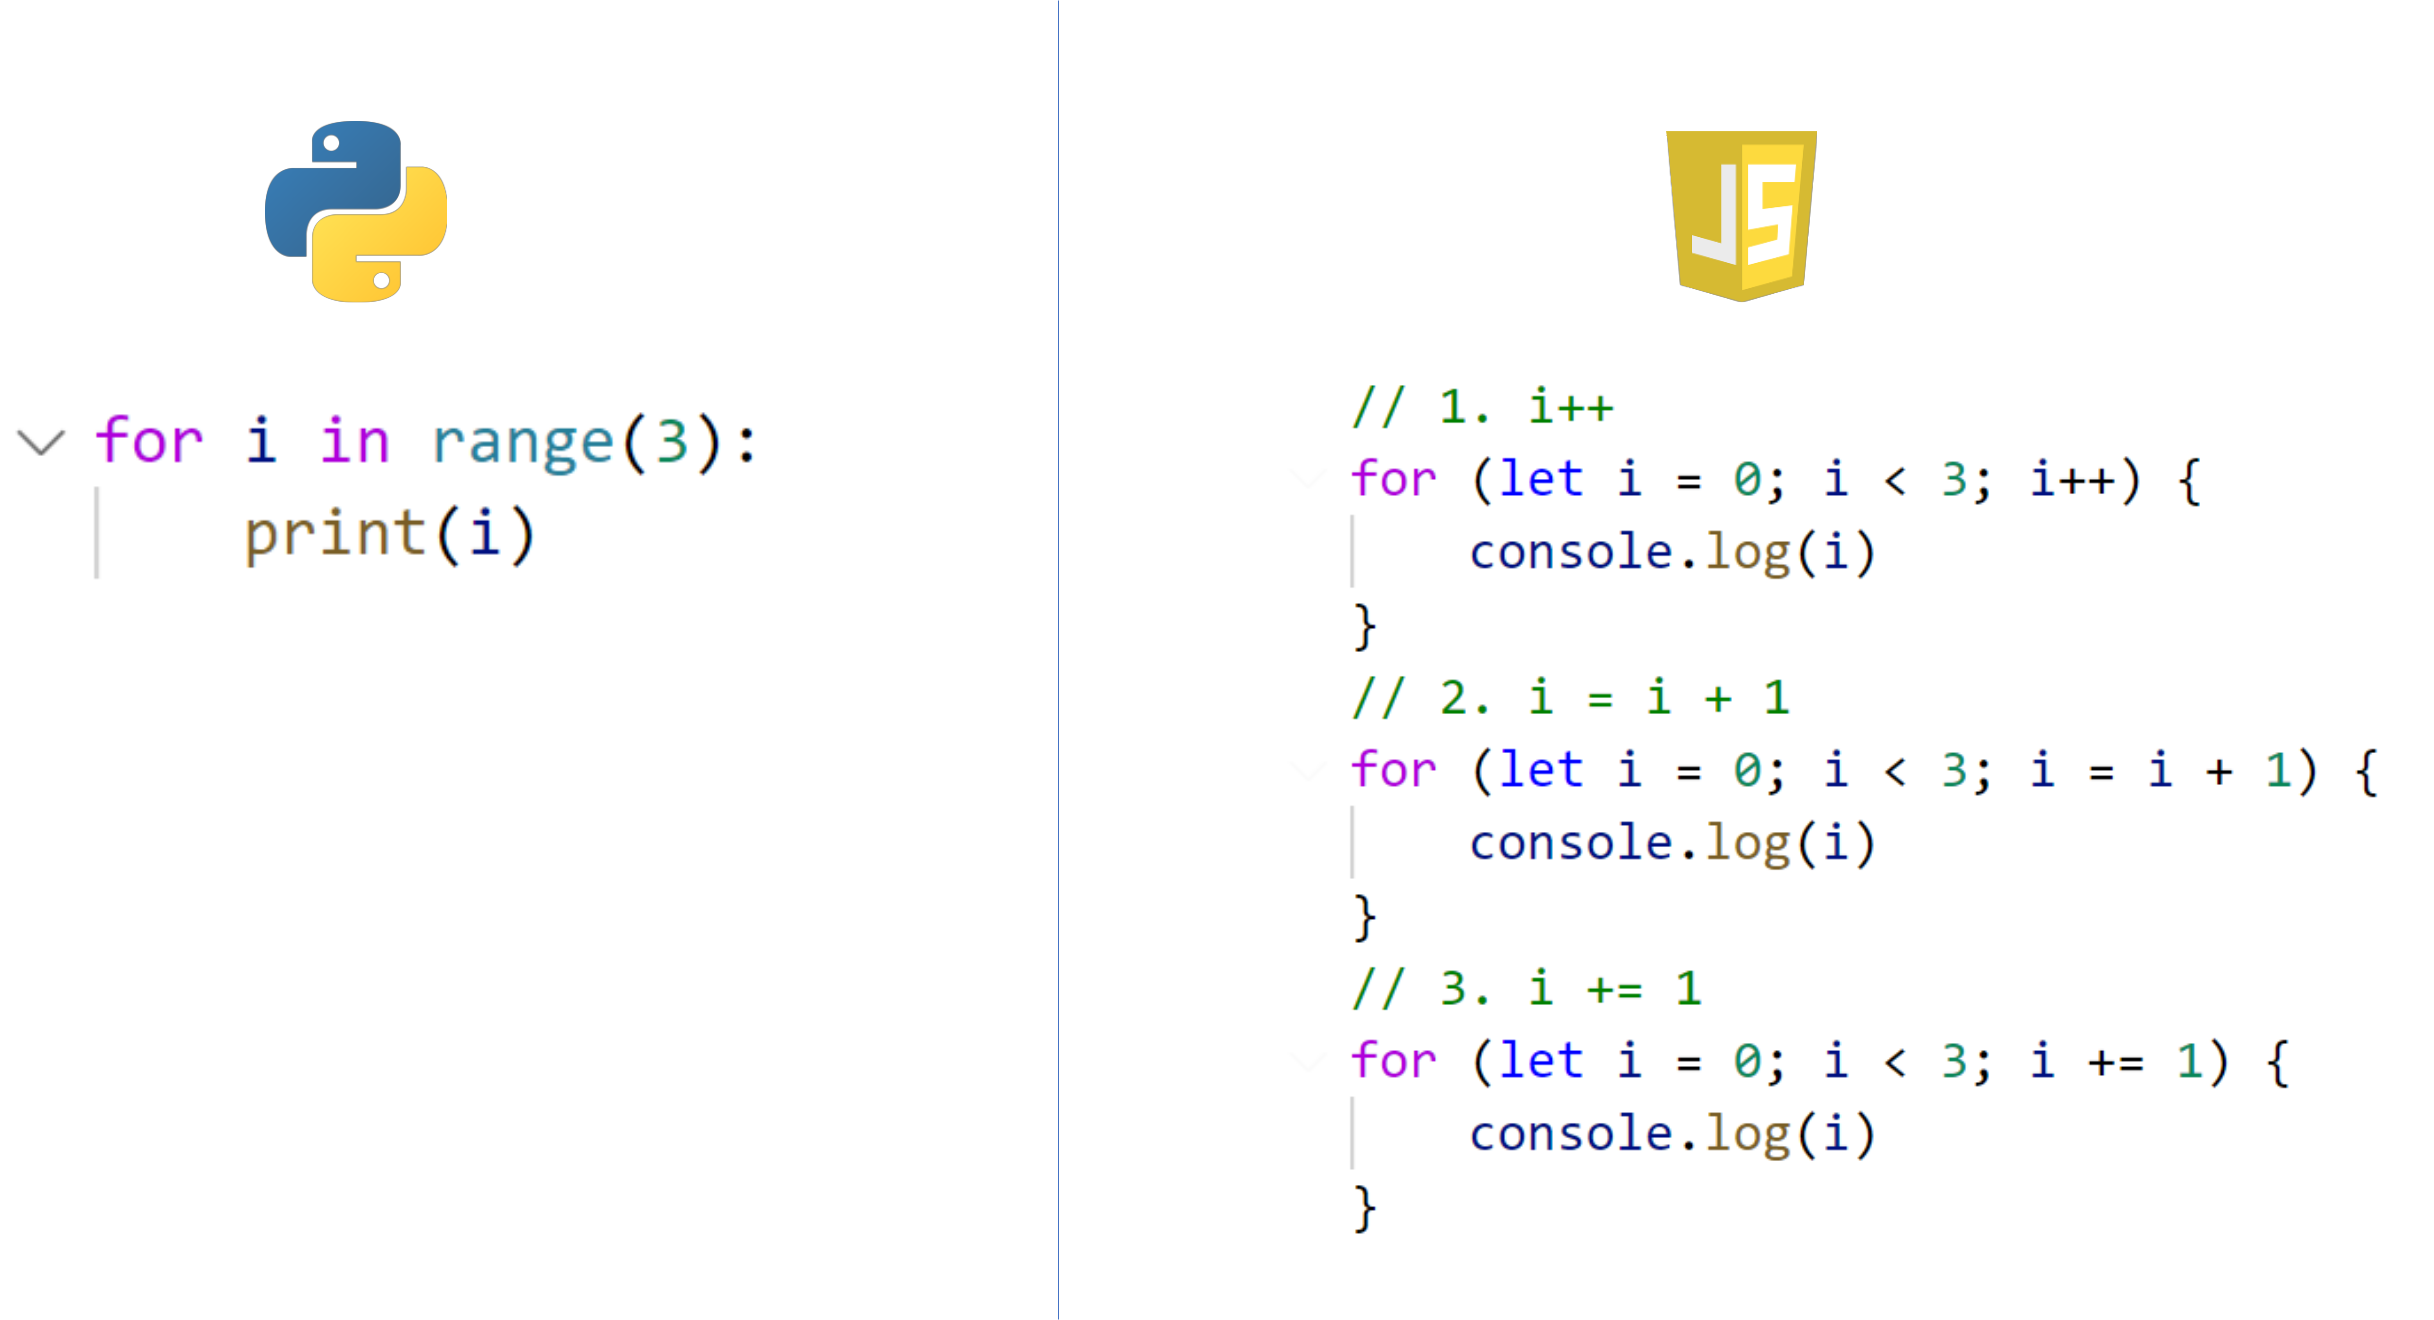 for i in range(3):
    print(i)
JS
// 1. i++
for (let i = 0; i < 3; i++) {
    console.log(i)
}
// 2. i = i + 1
for (let i = 0; i < 3; i = i + 1) {
    console.log(i)
}
// 3. i += 1
for (let i = 0; i < 3; i += 1) {
    console.log(i)
}